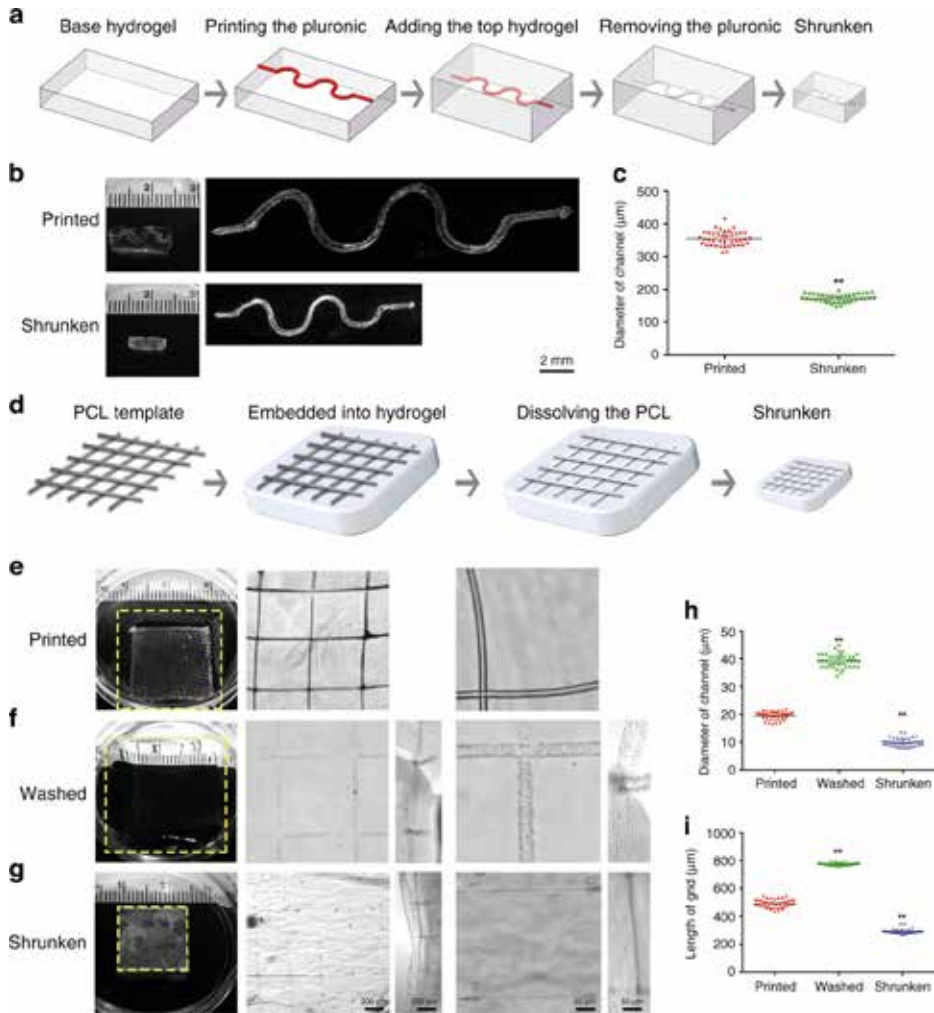 a
Base hydrogel
Printing the pluronic
Adding the top hydrogel
Removing the pluronic
Shrunken
b
Printed
Shrunken
2 mm
c
Diameter of channel (μm)
500
400
300
200
100
0
**
Printed
Shrunken
d
PCL template
Embedded into hydrogel
Dissolving the PCL
Shrunken
e
Printed
f
Washed
g
Shrunken
h
Diameter of channel (μm)
50
40
30
20
10
0
**
**
Printed
Washed
Shrunken
i
Length of grid (μm)
1000
800
600
400
200
0
**
**
Printed
Washed
Shrunken